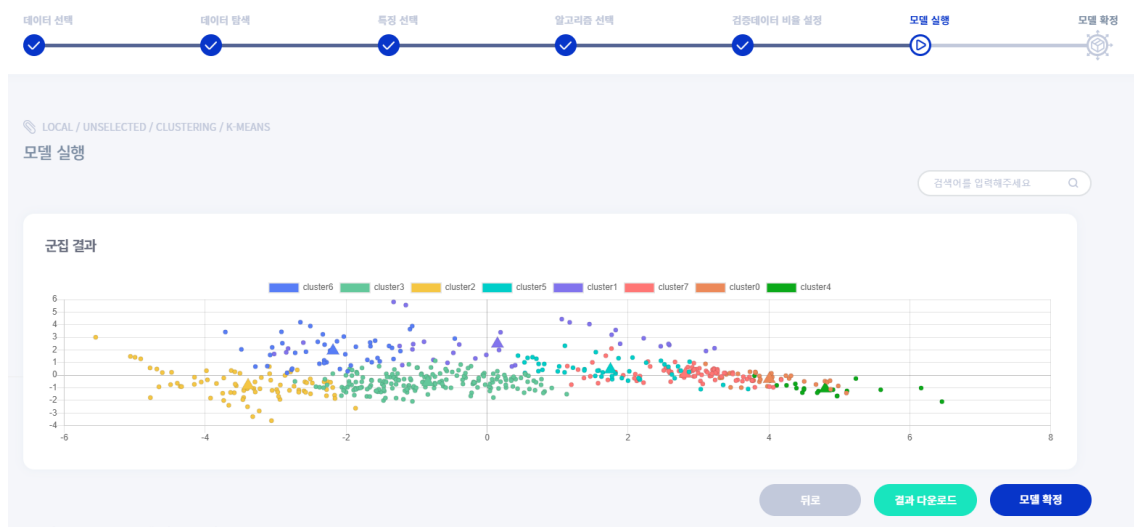 데이터 선택
데이터 탐색
특징 선택
알고리즘 선택
검증데이터 비율 설정
모델 실행
모델 확정
LOCAL / UNSELECTED / CLUSTERING / K-MEANS
모델 실행
검색어를 입력해주세요
군집 결과
cluster6 cluster3 cluster2 cluster5 cluster1 cluster7 cluster0 cluster4
6
5
4
3
2
1
0
-1
-2
-3
-4
-6 -4 -2 0 2 4 6 8
뒤로
결과 다운로드
모델 확정